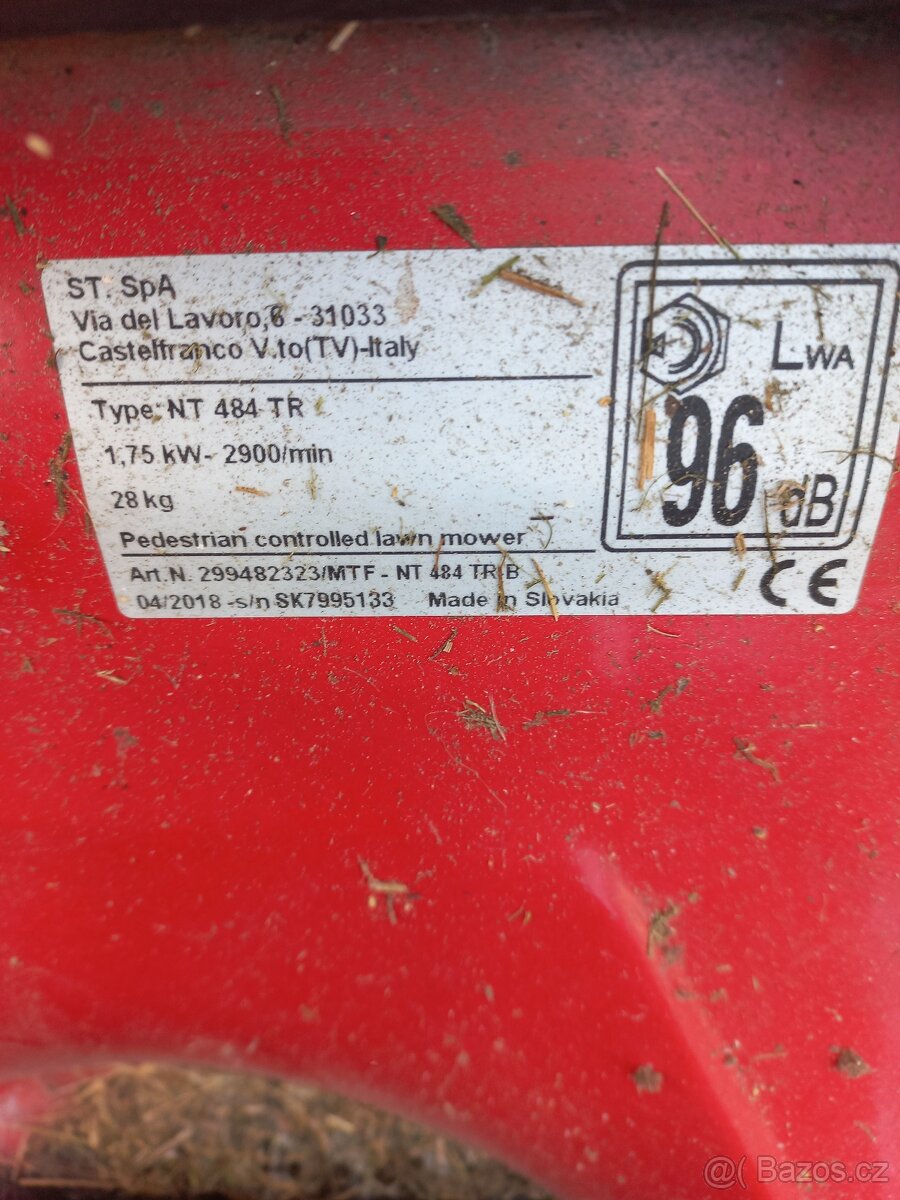 ST. SpA
Via del Lavoro,6 - 31033
Castelfranco V.to(TV)-Italy
Type: NT 484 TR
1,75 kW- 2900/min
28 kg
Pedestrian controlled lawn mower
Art.N. 299482323/MTF - NT 484 TR-B
04/2018 -s/n SK7995133 Made in Slovakia
LWA
96
dB
CE
@( Bazos.cz